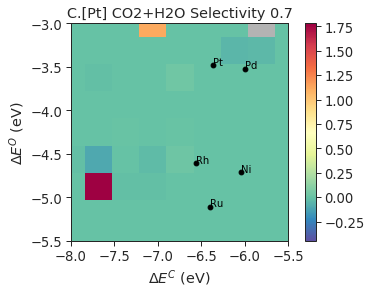 C.[Pt] CO2+H2O Selectivity 0.7
−3.0
−3.5
−4.0
−4.5
−5.0
−5.5
ΔE^O (eV)
Pt
Pd
Rh
Ni
Ru
−8.0 −7.5 −7.0 −6.5 −6.0 −5.5
ΔE^C (eV)
1.75
1.50
1.25
1.00
0.75
0.50
0.25
0.00
−0.25